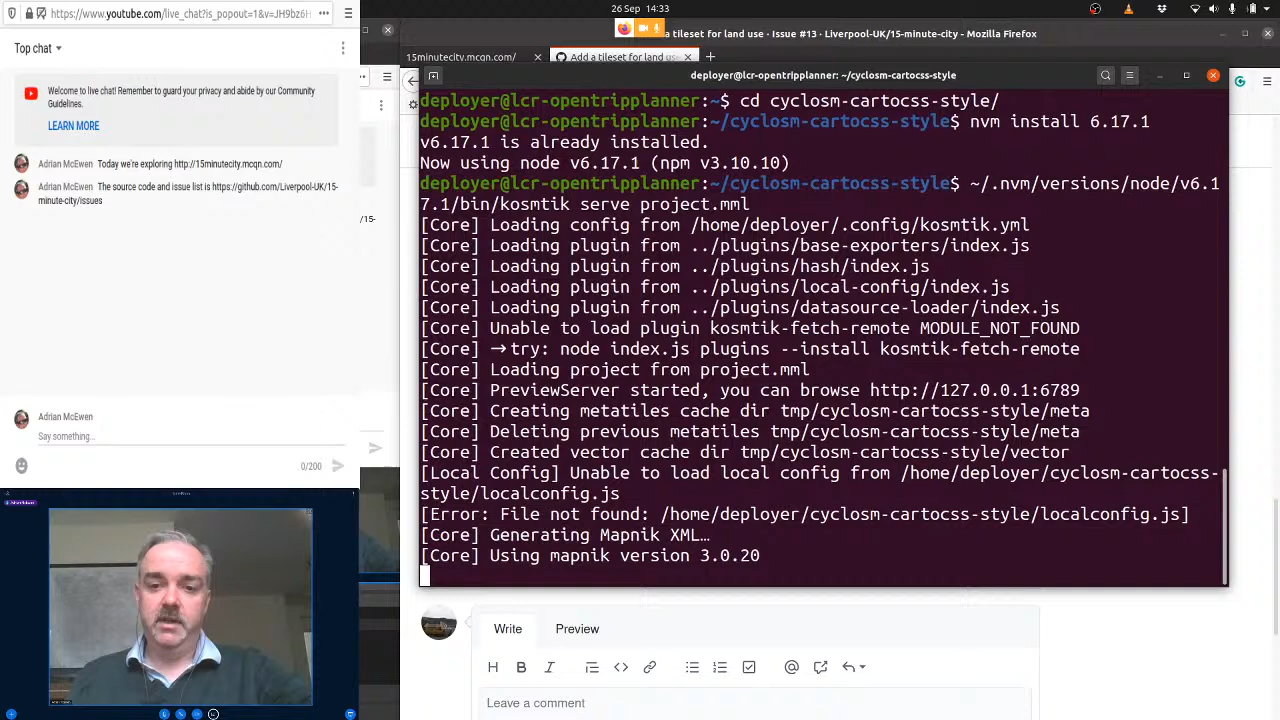 26 Sep 14:33
https://www.youtube.com/live_chat?is_popout=1&v=JH9bz6H
Top chat
Welcome to live chat! Remember to guard your privacy and abide by our Community
Guidelines.
LEARN MORE
Adrian McEwen Today we're exploring http://15minutecity.mcqn.com/
Adrian McEwen The source code and issue list is https://github.com/Liverpool-UK/15-
minute-city/issues
Adrian McEwen
Say something...
0/200
a tileset for land use · Issue #13 · Liverpool-UK/15-minute-city - Mozilla Firefox
15minutecity.mcqn.com/
Add a tileset for land use
/15-
deployer@lcr-opentripplanner: ~/cyclosm-cartocss-style
deployer@lcr-opentripplanner:~$ cd cyclosm-cartocss-style/
deployer@lcr-opentripplanner:~/cyclosm-cartocss-style$ nvm install 6.17.1
v6.17.1 is already installed.
Now using node v6.17.1 (npm v3.10.10)
deployer@lcr-opentripplanner:~/cyclosm-cartocss-style$ ~/.nvm/versions/node/v6.1
7.1/bin/kosmtik serve project.mml
[Core] Loading config from /home/deployer/.config/kosmtik.yml
[Core] Loading plugin from ../plugins/base-exporters/index.js
[Core] Loading plugin from ../plugins/hash/index.js
[Core] Loading plugin from ../plugins/local-config/index.js
[Core] Loading plugin from ../plugins/datasource-loader/index.js
[Core] Unable to load plugin kosmtik-fetch-remote MODULE_NOT_FOUND
[Core] →try: node index.js plugins --install kosmtik-fetch-remote
[Core] Loading project from project.mml
[Core] PreviewServer started, you can browse http://127.0.0.1:6789
[Core] Creating metatiles cache dir tmp/cyclosm-cartocss-style/meta
[Core] Deleting previous metatiles tmp/cyclosm-cartocss-style/meta
[Core] Created vector cache dir tmp/cyclosm-cartocss-style/vector
[Local Config] Unable to load local config from /home/deployer/cyclosm-cartocss-
style/localconfig.js
[Error: File not found: /home/deployer/cyclosm-cartocss-style/localconfig.js]
[Core] Generating Mapnik XML…
[Core] Using mapnik version 3.0.20
Write Preview
Leave a comment